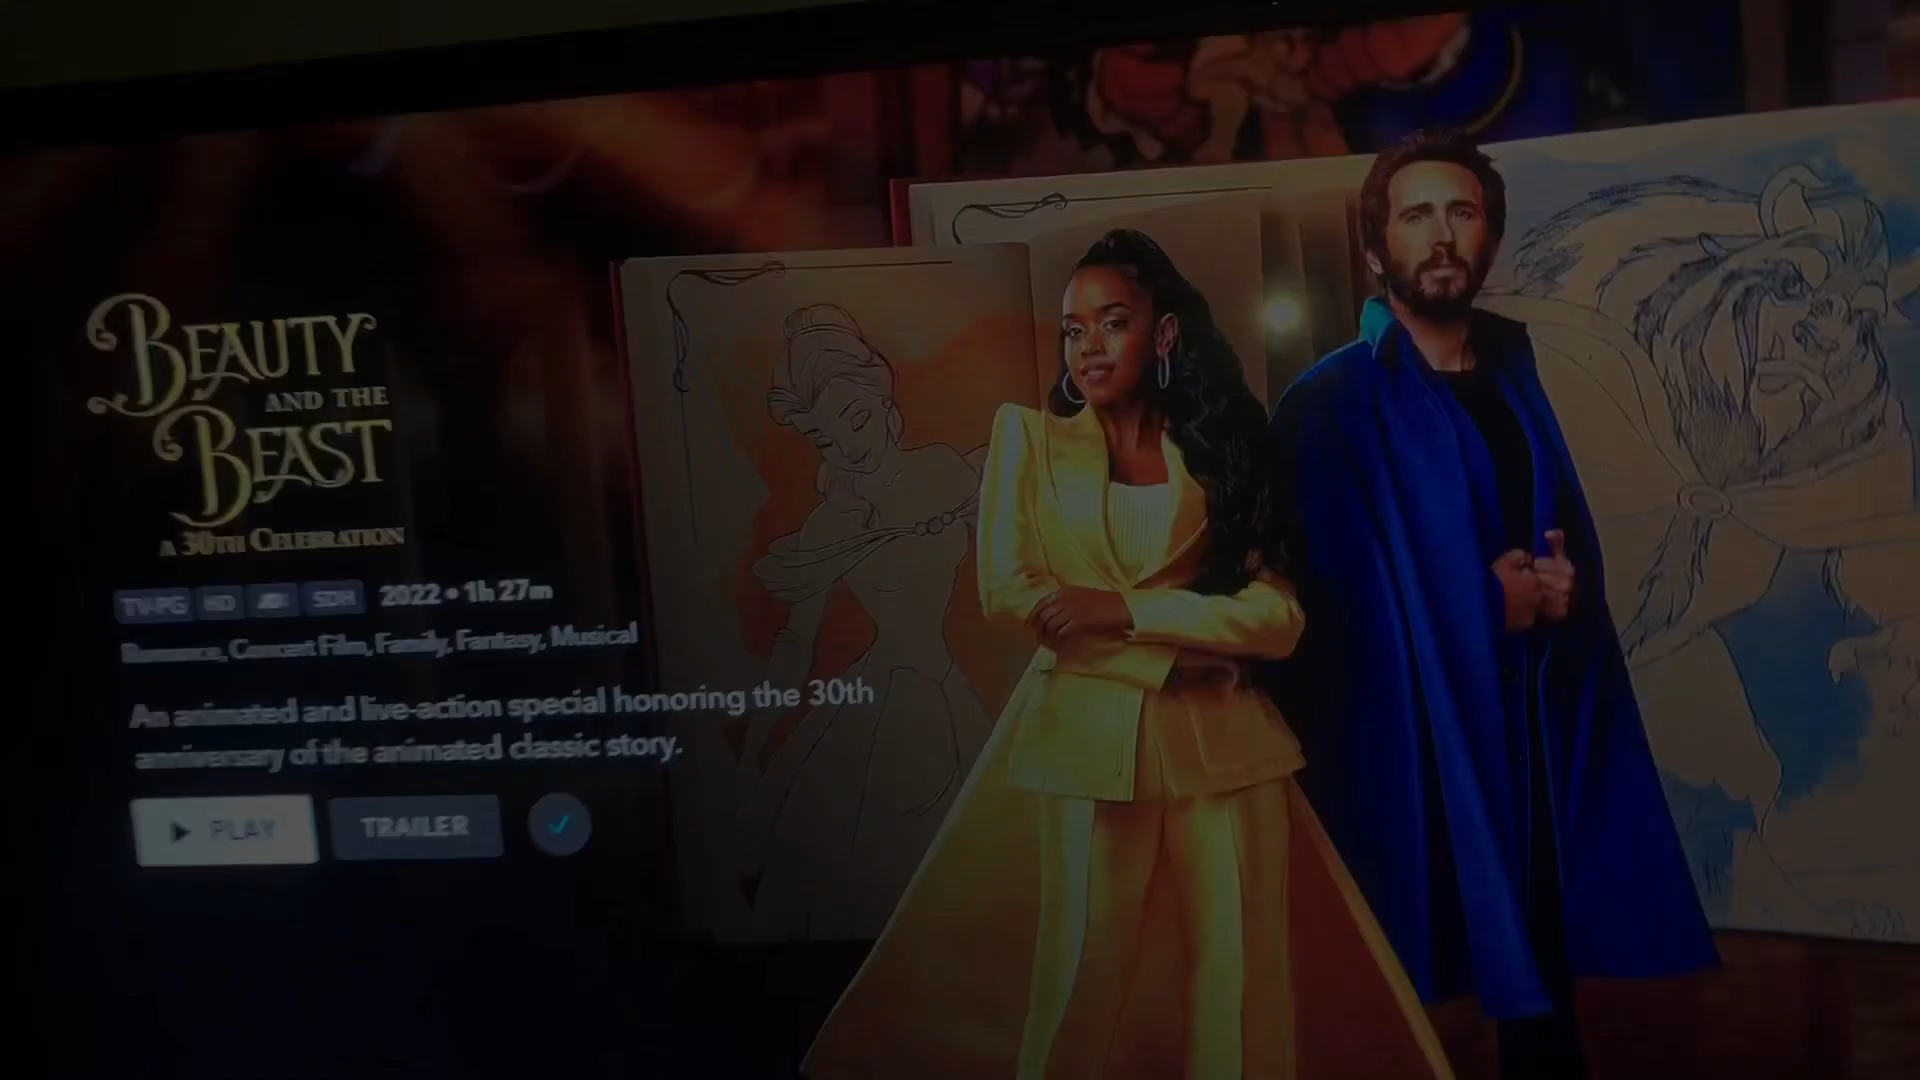 BEAUTY
AND THE
BEAST
A 30TH CELEBRATION
TV-PG HD AD SDH 2022 • 1h 27m
Romance, Concert Film, Family, Fantasy, Musical
An animated and live-action special honoring the 30th
anniversary of the animated classic story.
PLAY TRAILER